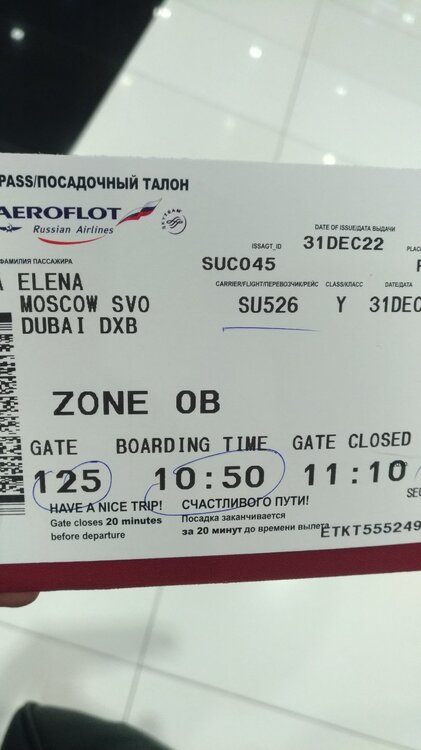 PASS/ПОСАДОЧНЫЙ ТАЛОН
AEROFLOT
Russian Airlines
SKYTEAM
DATE OF ISSUE/ДАТА ВЫДАЧИ
ISSAGT_ID 31DEC22
SUC045
ФАМИЛИЯ ПАССАЖИРА
ELENA
MOSCOW SVO
DUBAI DXB
CARRIER/FLIGHT/ПЕРЕВОЗЧИК/РЕЙС CLASS/КЛАСС DATE/ДАТА
SU526 Y 31DEC
ZONE OB
GATE BOARDING TIME GATE CLOSED
125 10:50 11:10
HAVE A NICE TRIP! СЧАСТЛИВОГО ПУТИ!
Gate closes 20 minutes
before departure
Посадка заканчивается
за 20 минут до времени вылета
ETKT555249